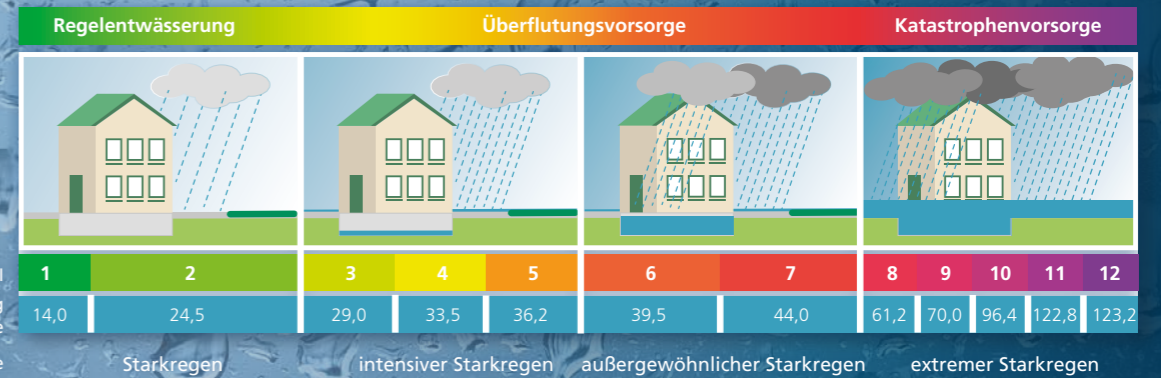 Regelentwässerung Überflutungsvorsorge Katastrophenvorsorge
1 2 3 4 5 6 7 8 9 10 11 12
14,0 24,5 29,0 33,5 36,2 39,5 44,0 61,2 70,0 96,4 122,8 123,2
Starkregen intensiver Starkregen außergewöhnlicher Starkregen extremer Starkregen